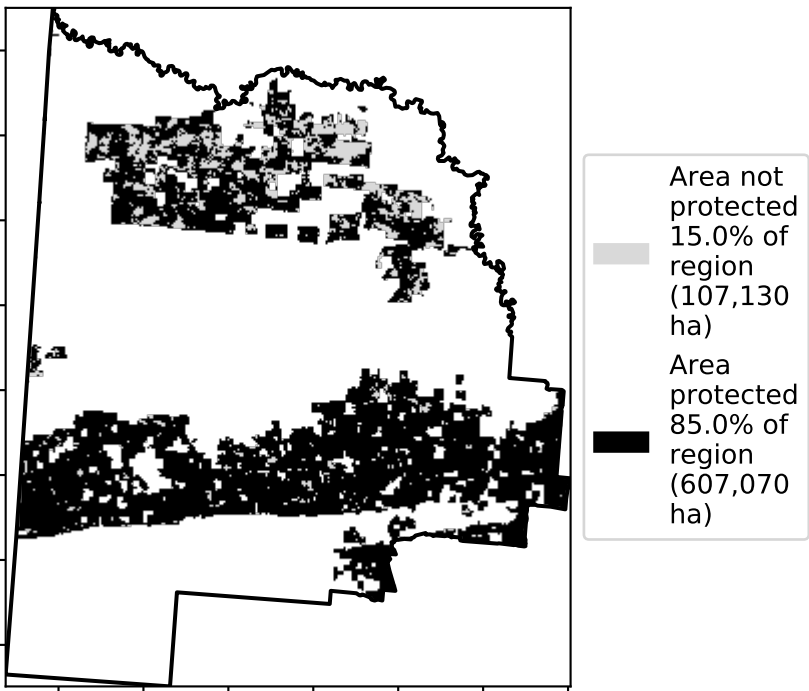 Area not
protected
15.0% of
region
(107,130
ha)
Area
protected
85.0% of
region
(607,070
ha)